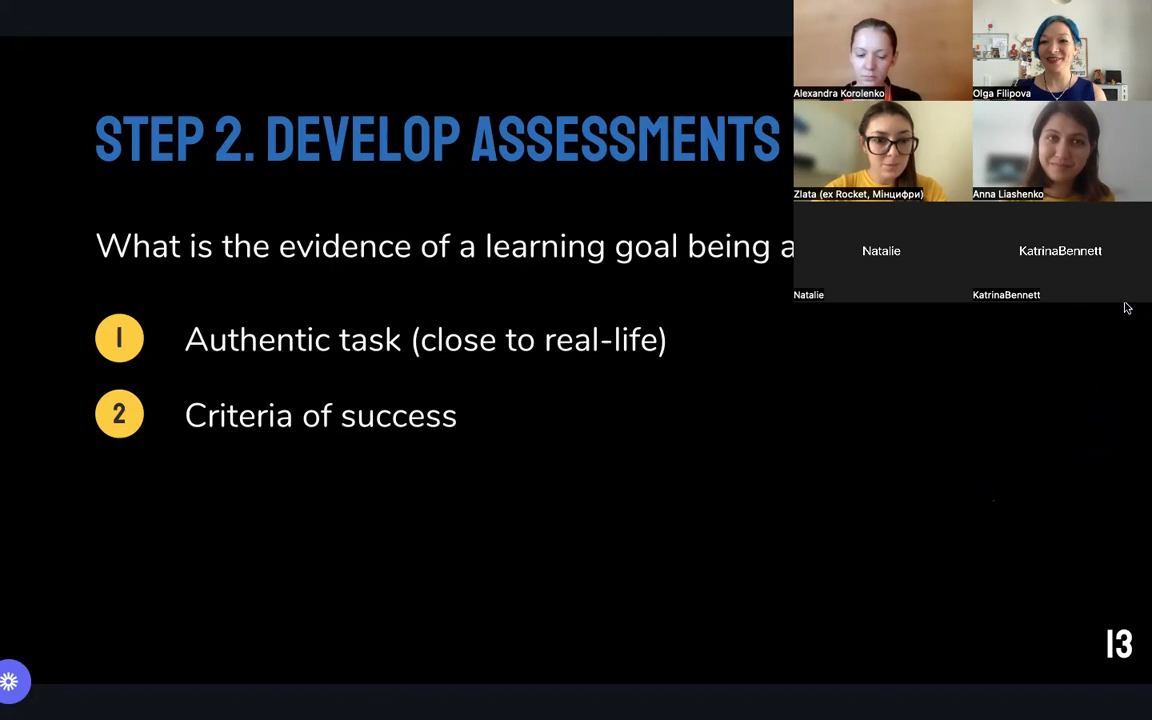 STEP 2. DEVELOP ASSESSMENTS
What is the evidence of a learning goal being a
1 Authentic task (close to real-life)
2 Criteria of success
13
Alexandra Korolenko
Olga Filipova
Zlata (ex Rocket, Мінцифри)
Anna Liashenko
Natalie
KatrinaBennett
Natalie
KatrinaBennett